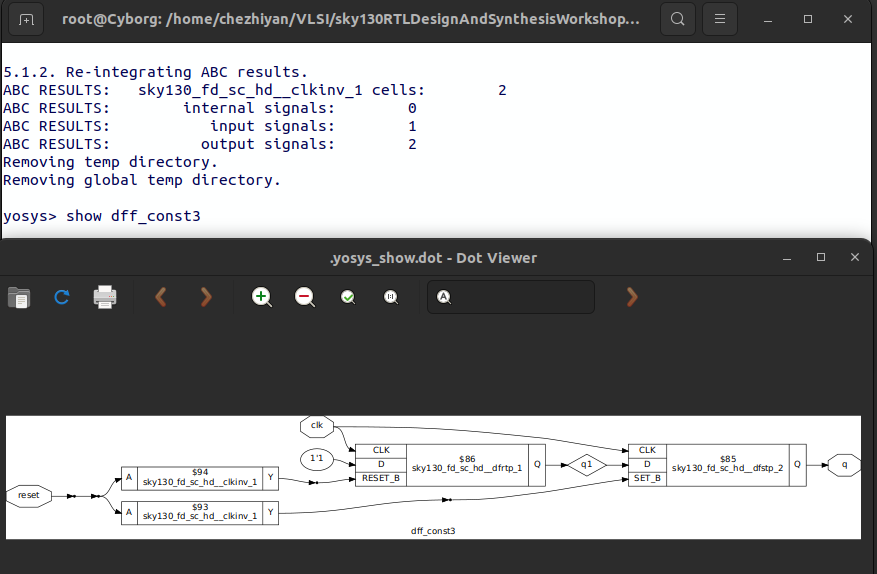 root@Cyborg: /home/chezhiyan/VLSI/sky130RTLDesignAndSynthesisWorkshop...
5.1.2. Re-integrating ABC results.
ABC RESULTS:   sky130_fd_sc_hd__clkinv_1 cells:        2
ABC RESULTS:        internal signals:        0
ABC RESULTS:           input signals:        1
ABC RESULTS:          output signals:        2
Removing temp directory.
Removing global temp directory.
yosys> show dff_const3
.yosys_show.dot - Dot Viewer
clk
CLK
D
RESET_B
$86
sky130_fd_sc_hd__dfrtp_1
Q
q1
CLK
D
SET_B
$85
sky130_fd_sc_hd__dfstp_2
Q
q
1'1
A
$94
sky130_fd_sc_hd__clkinv_1
Y
reset
A
$93
sky130_fd_sc_hd__clkinv_1
Y
dff_const3